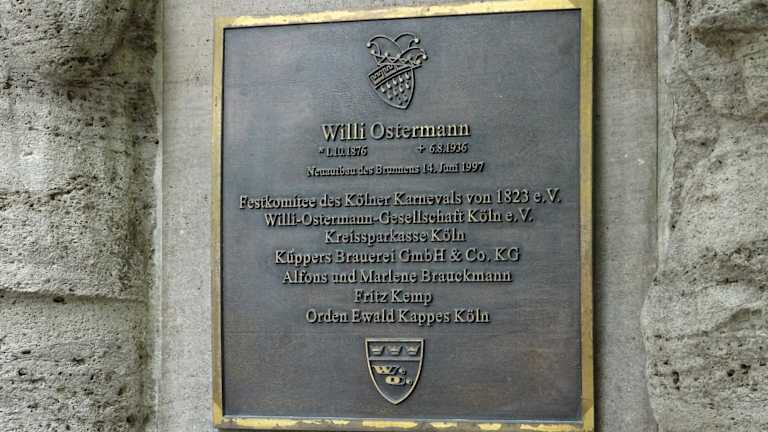 Willi Ostermann
* 1.10.1876 + 6.8.1936
Neuaufbau des Brunnens 14. Juni 1997
Festkomitee des Kölner Karnevals von 1823 e.V.
Willi-Ostermann-Gesellschaft Köln e.V.
Kreissparkasse Köln
Küppers Brauerei GmbH & Co. KG
Alfons und Marlene Brauckmann
Fritz Kemp
Orden Ewald Kappes Köln
W.
O.